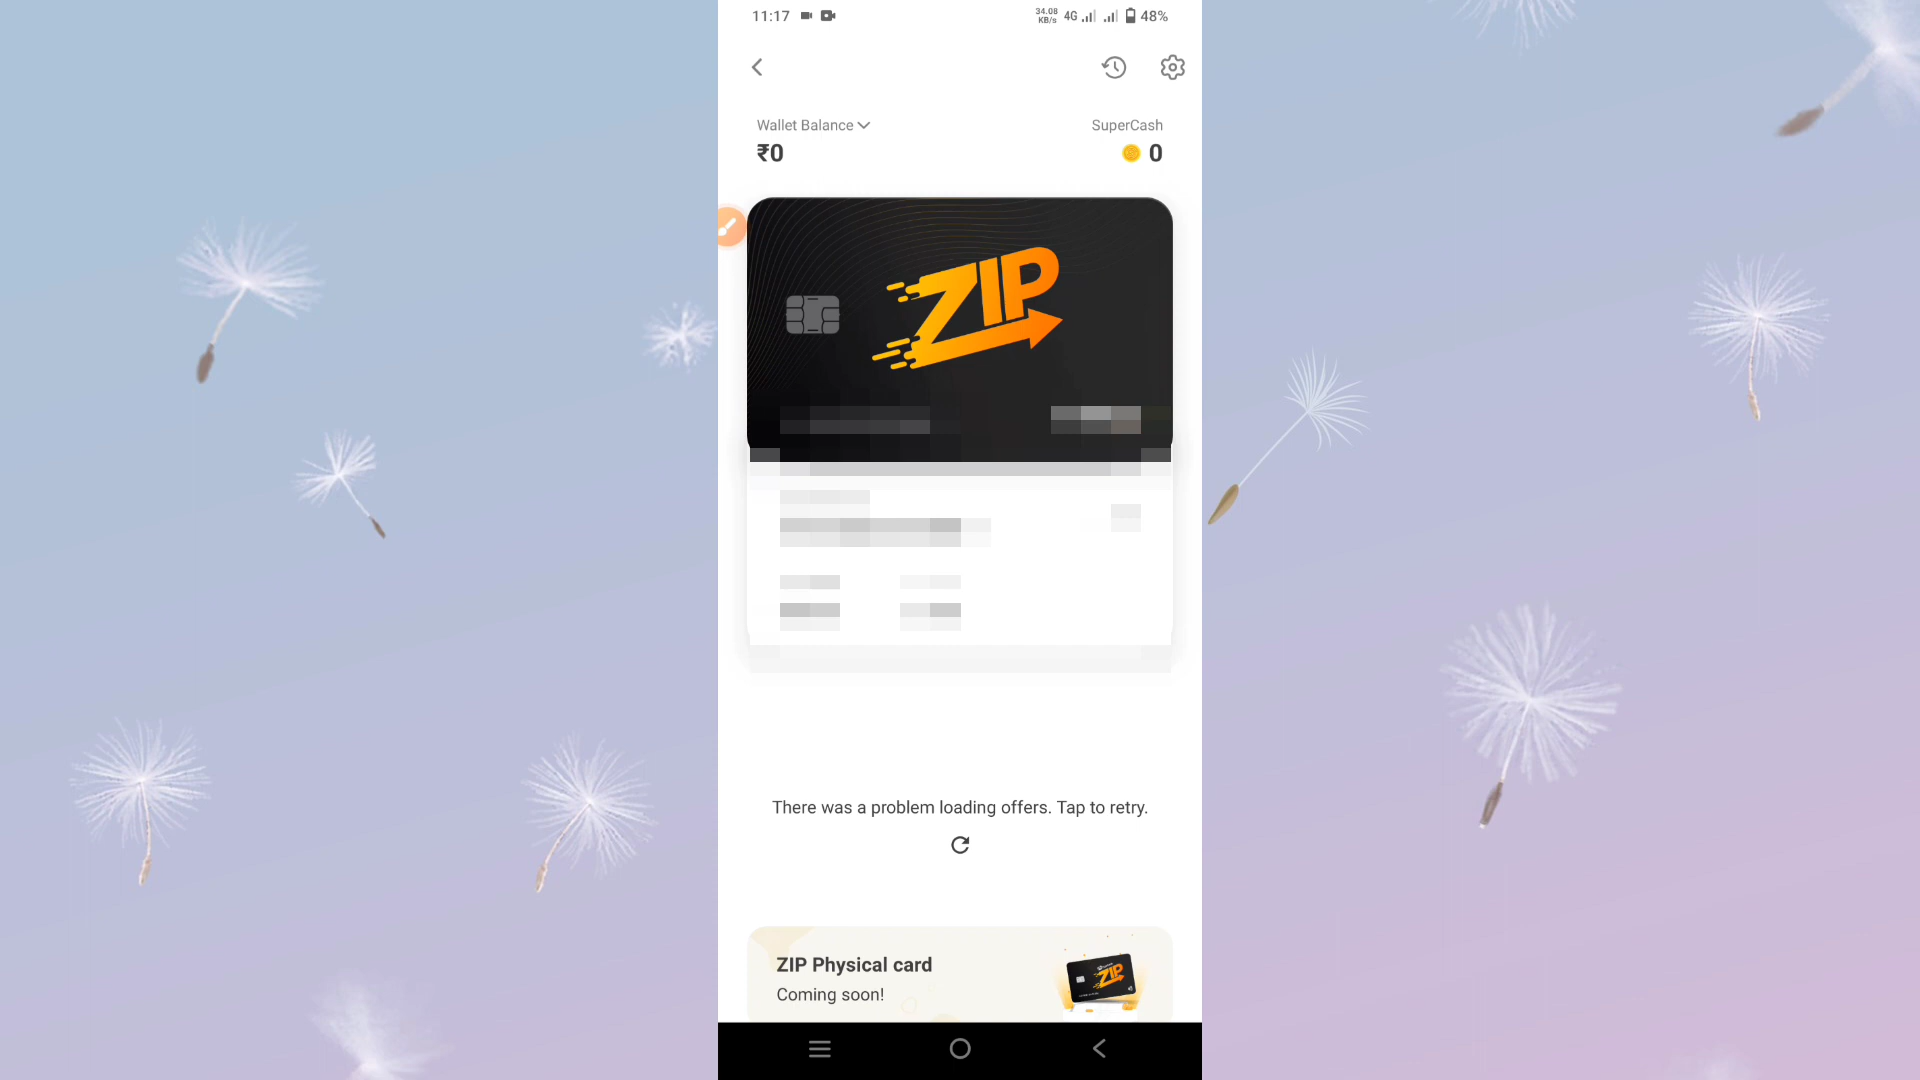 11:17
34.08
KB/s
4G
48%
Wallet Balance
SuperCash
₹0
0
ZIP
There was a problem loading offers. Tap to retry.
ZIP Physical card
Coming soon!
ZIP